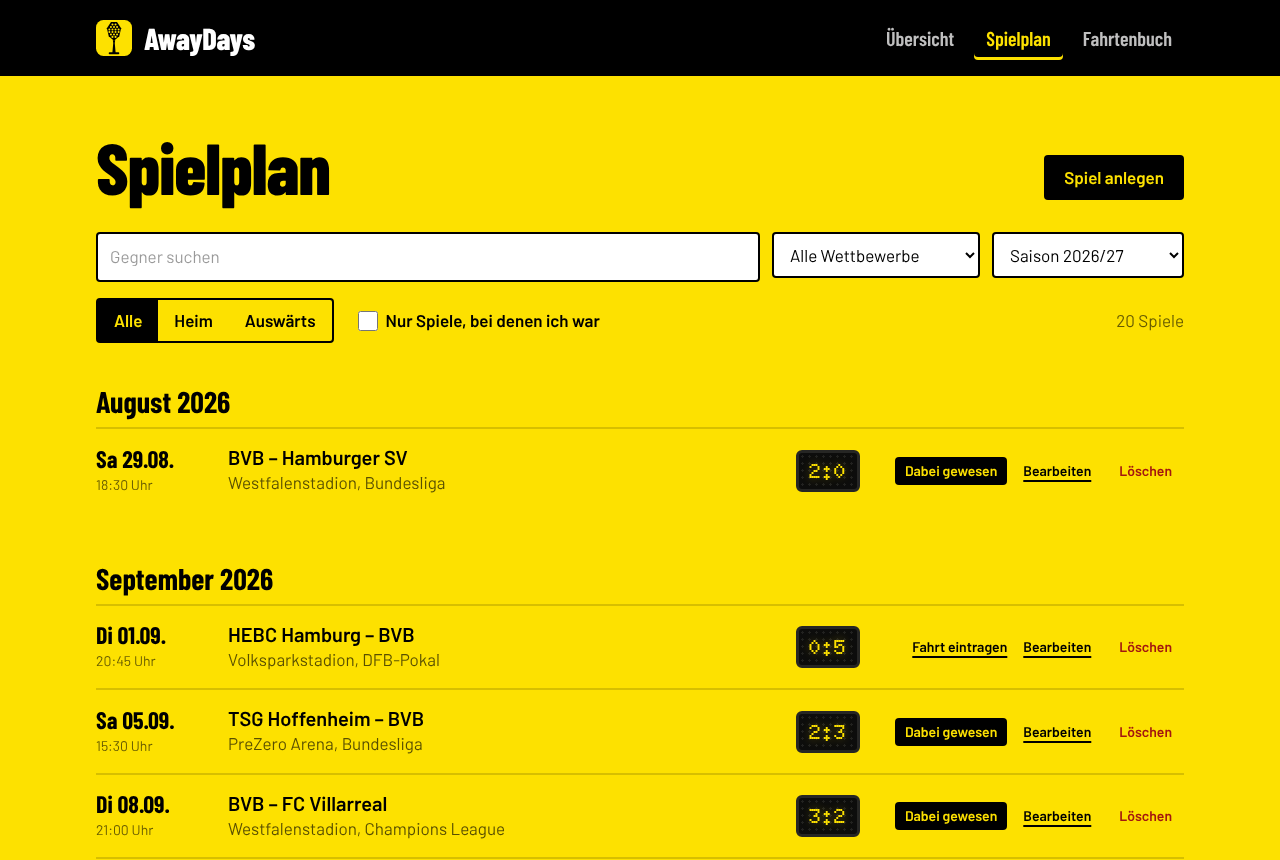 AwayDays
Übersicht
Spielplan
Fahrtenbuch
Spielplan
Spiel anlegen
Gegner suchen
Alle Wettbewerbe
Saison 2026/27
Alle
Heim
Auswärts
Nur Spiele, bei denen ich war
20 Spiele
August 2026
Sa 29.08.
18:30 Uhr
BVB – Hamburger SV
Westfalenstadion, Bundesliga
2:0
Dabei gewesen
Bearbeiten
Löschen
September 2026
Di 01.09.
20:45 Uhr
HEBC Hamburg – BVB
Volksparkstadion, DFB-Pokal
0:5
Fahrt eintragen
Bearbeiten
Löschen
Sa 05.09.
15:30 Uhr
TSG Hoffenheim – BVB
PreZero Arena, Bundesliga
2:3
Dabei gewesen
Bearbeiten
Löschen
Di 08.09.
21:00 Uhr
BVB – FC Villarreal
Westfalenstadion, Champions League
3:2
Dabei gewesen
Bearbeiten
Löschen